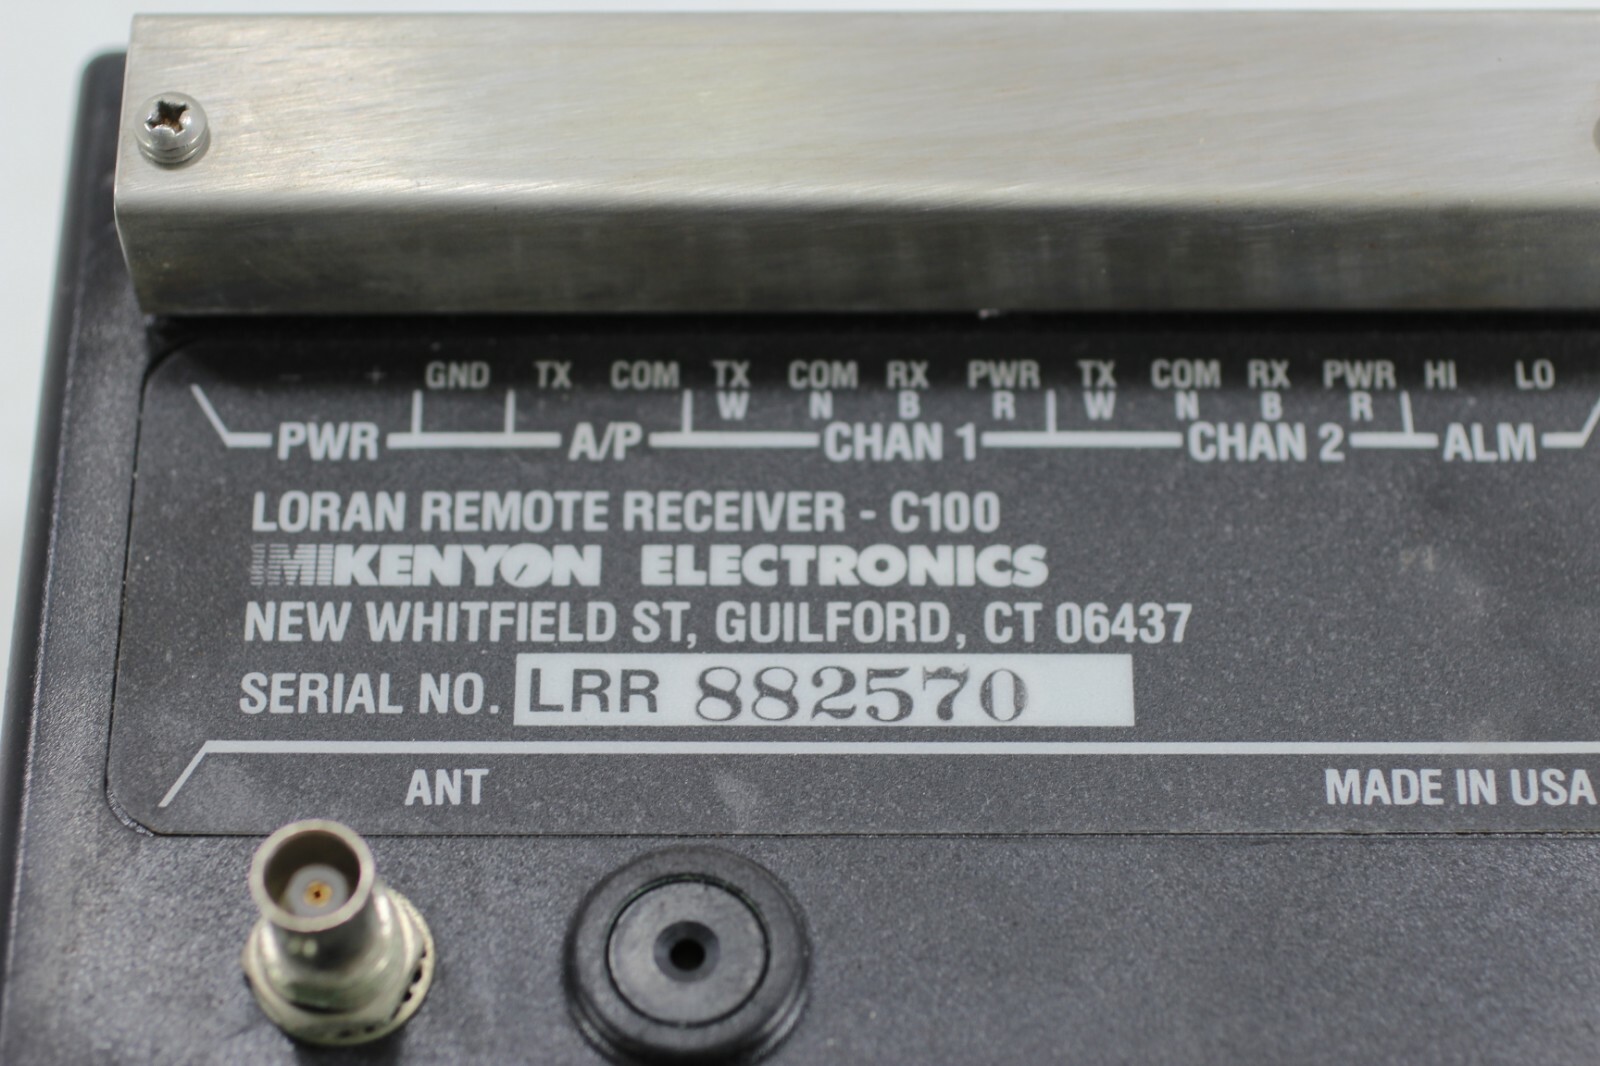 - + GND TX COM TX COM RX PWR TX COM RX PWR HI LO
W N B R W N B R
PWR A/P CHAN 1 CHAN 2 ALM
LORAN REMOTE RECEIVER - C100
IMI KENYON ELECTRONICS
NEW WHITFIELD ST, GUILFORD, CT 06437
SERIAL NO. LRR 882570
ANT MADE IN USA